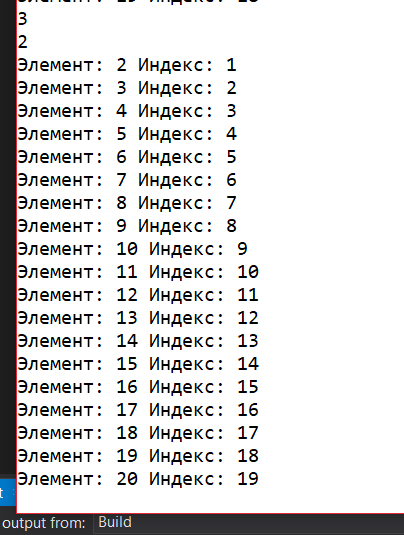 3
2
Элемент: 2 Индекс: 1
Элемент: 3 Индекс: 2
Элемент: 4 Индекс: 3
Элемент: 5 Индекс: 4
Элемент: 6 Индекс: 5
Элемент: 7 Индекс: 6
Элемент: 8 Индекс: 7
Элемент: 9 Индекс: 8
Элемент: 10 Индекс: 9
Элемент: 11 Индекс: 10
Элемент: 12 Индекс: 11
Элемент: 13 Индекс: 12
Элемент: 14 Индекс: 13
Элемент: 15 Индекс: 14
Элемент: 16 Индекс: 15
Элемент: 17 Индекс: 16
Элемент: 18 Индекс: 17
Элемент: 19 Индекс: 18
Элемент: 20 Индекс: 19
t
output from: Build